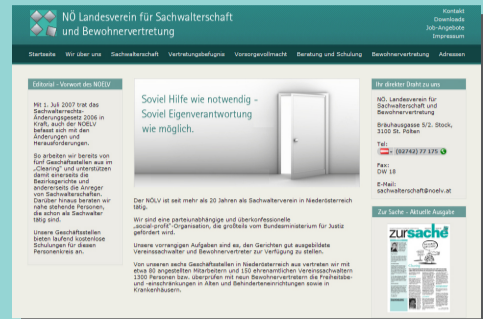 NÖ Landesverein für Sachwalterschaft
und Bewohnervertretung
Kontakt
Downloads
Job-Angebote
Impressum
Startseite Wir über uns Sachwalterschaft Vertretungsbefugnis Vorsorgevollmacht Beratung und Schulung Bewohnervertretung Adressen
Editorial - Vorwort des NOELV
Mit 1. Juli 2007 trat das
Sachwalterrechts-
Änderungsgesetz 2006 in
Kraft, auch der NOELV
befasst sich mit den
Änderungen und
Herausforderungen.
So arbeiten wir bereits von
fünf Geschäftsstellen aus im
„Clearing" und unterstützen
damit einerseits die
Bezirksgerichte und
andererseits die Anreger
von Sachwalterschaften.
Darüber hinaus beraten wir
nahe stehende Personen,
die schon als Sachwalter
tätig sind.
Unsere Geschäftsstellen
bieten laufend kostenlose
Schulungen für diesen
Personenkreis an.
Soviel Hilfe wie notwendig -
Soviel Eigenverantwortung
wie möglich.
Der NÖLV ist seit mehr als 20 Jahren als Sachwalterverein in Niederösterreich
tätig.
Wir sind eine parteiunabhängige und überkonfessionelle
„social-profit"-Organisation, die großteils vom Bundesministerium für Justiz
gefördert wird.
Unsere vorrangigen Aufgaben sind es, den Gerichten gut ausgebildete
Vereinssachwalter und Bewohnervertreter zur Verfügung zu stellen.
Von unseren sechs Geschäftsstellen in Niederösterreich aus vertreten wir mit
etwa 80 angestellten Mitarbeitern und 150 ehrenamtlichen Vereinssachwaltern
1300 Personen bzw. überprüfen mit neun Bewohnervertretern die Freiheitsbe-
und -einschränkungen in Alten und Behinderteneinrichtungen sowie in
Krankenhäusern.
Ihr direkter Draht zu uns
NÖ. Landesverein für
Sachwalterschaft und
Bewohnervertretung
Bräuhausgasse 5/2. Stock,
3100 St. Pölten
Tel:
(02742) 77 175
Fax:
DW 18
E-Mail:
sachwalterschaft@noelv.at
Zur Sache - Aktuelle Ausgabe
zur sache